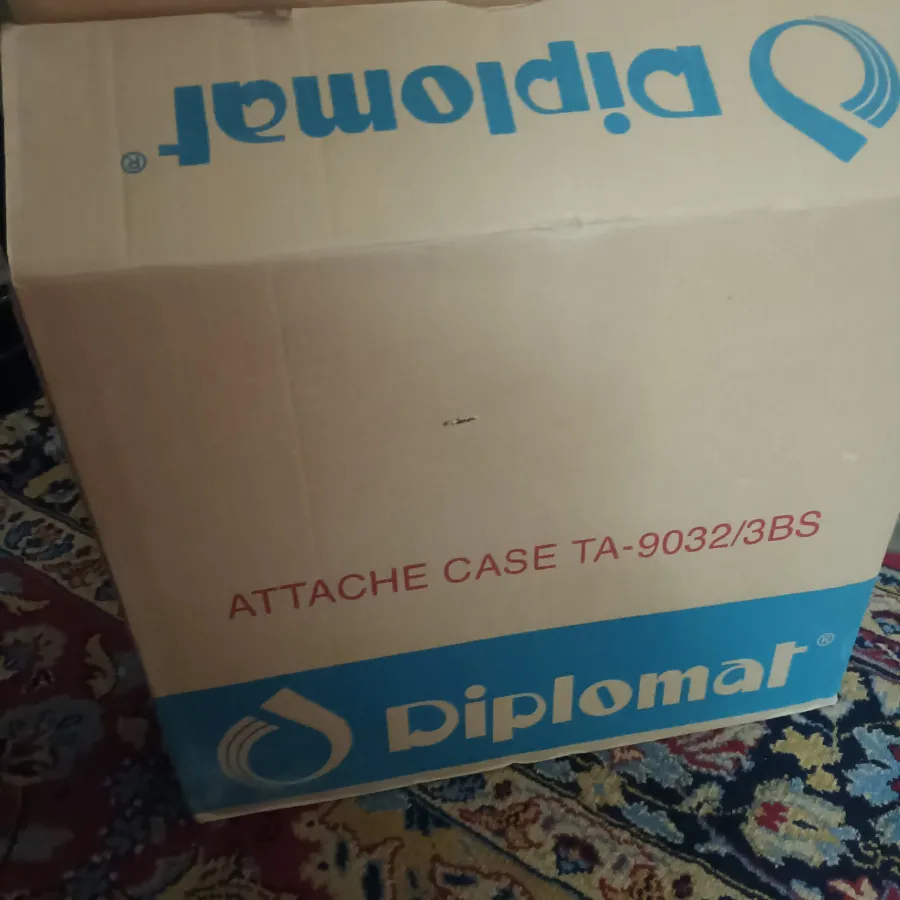 Diplomat®
ATTACHE CASE TA-9032/3BS
Diplomat®